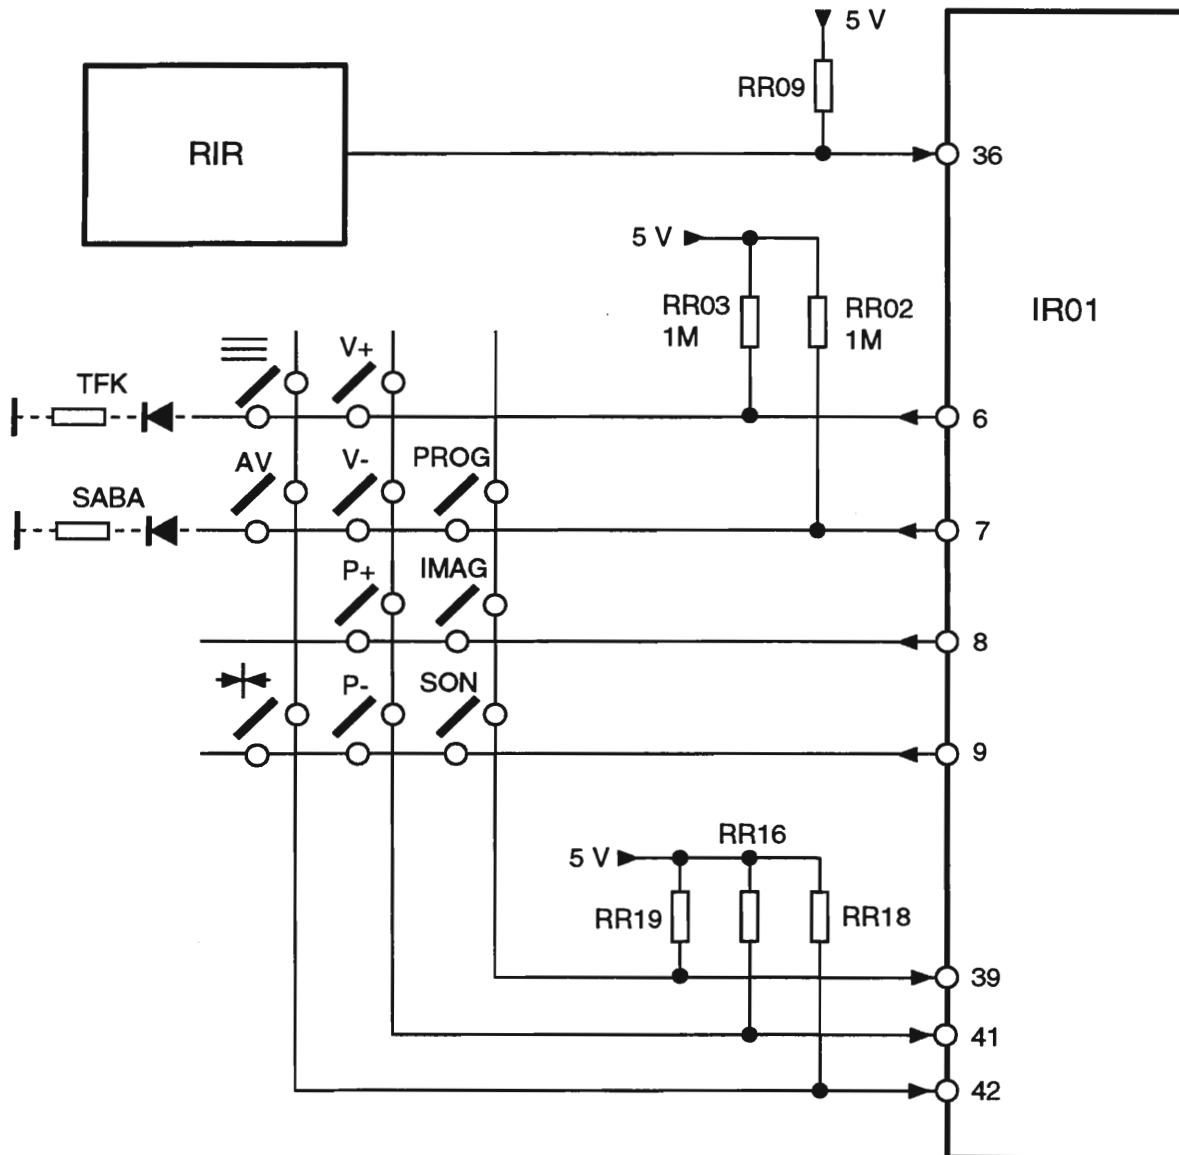 5 V
RR09
RIR
36
5 V
RR03
1M
RR02
1M
IR01
V+
TFK
6
AV
V-
PROG
SABA
7
P+
IMAG
8
P-
SON
9
RR16
5 V
RR19
RR18
39
41
42